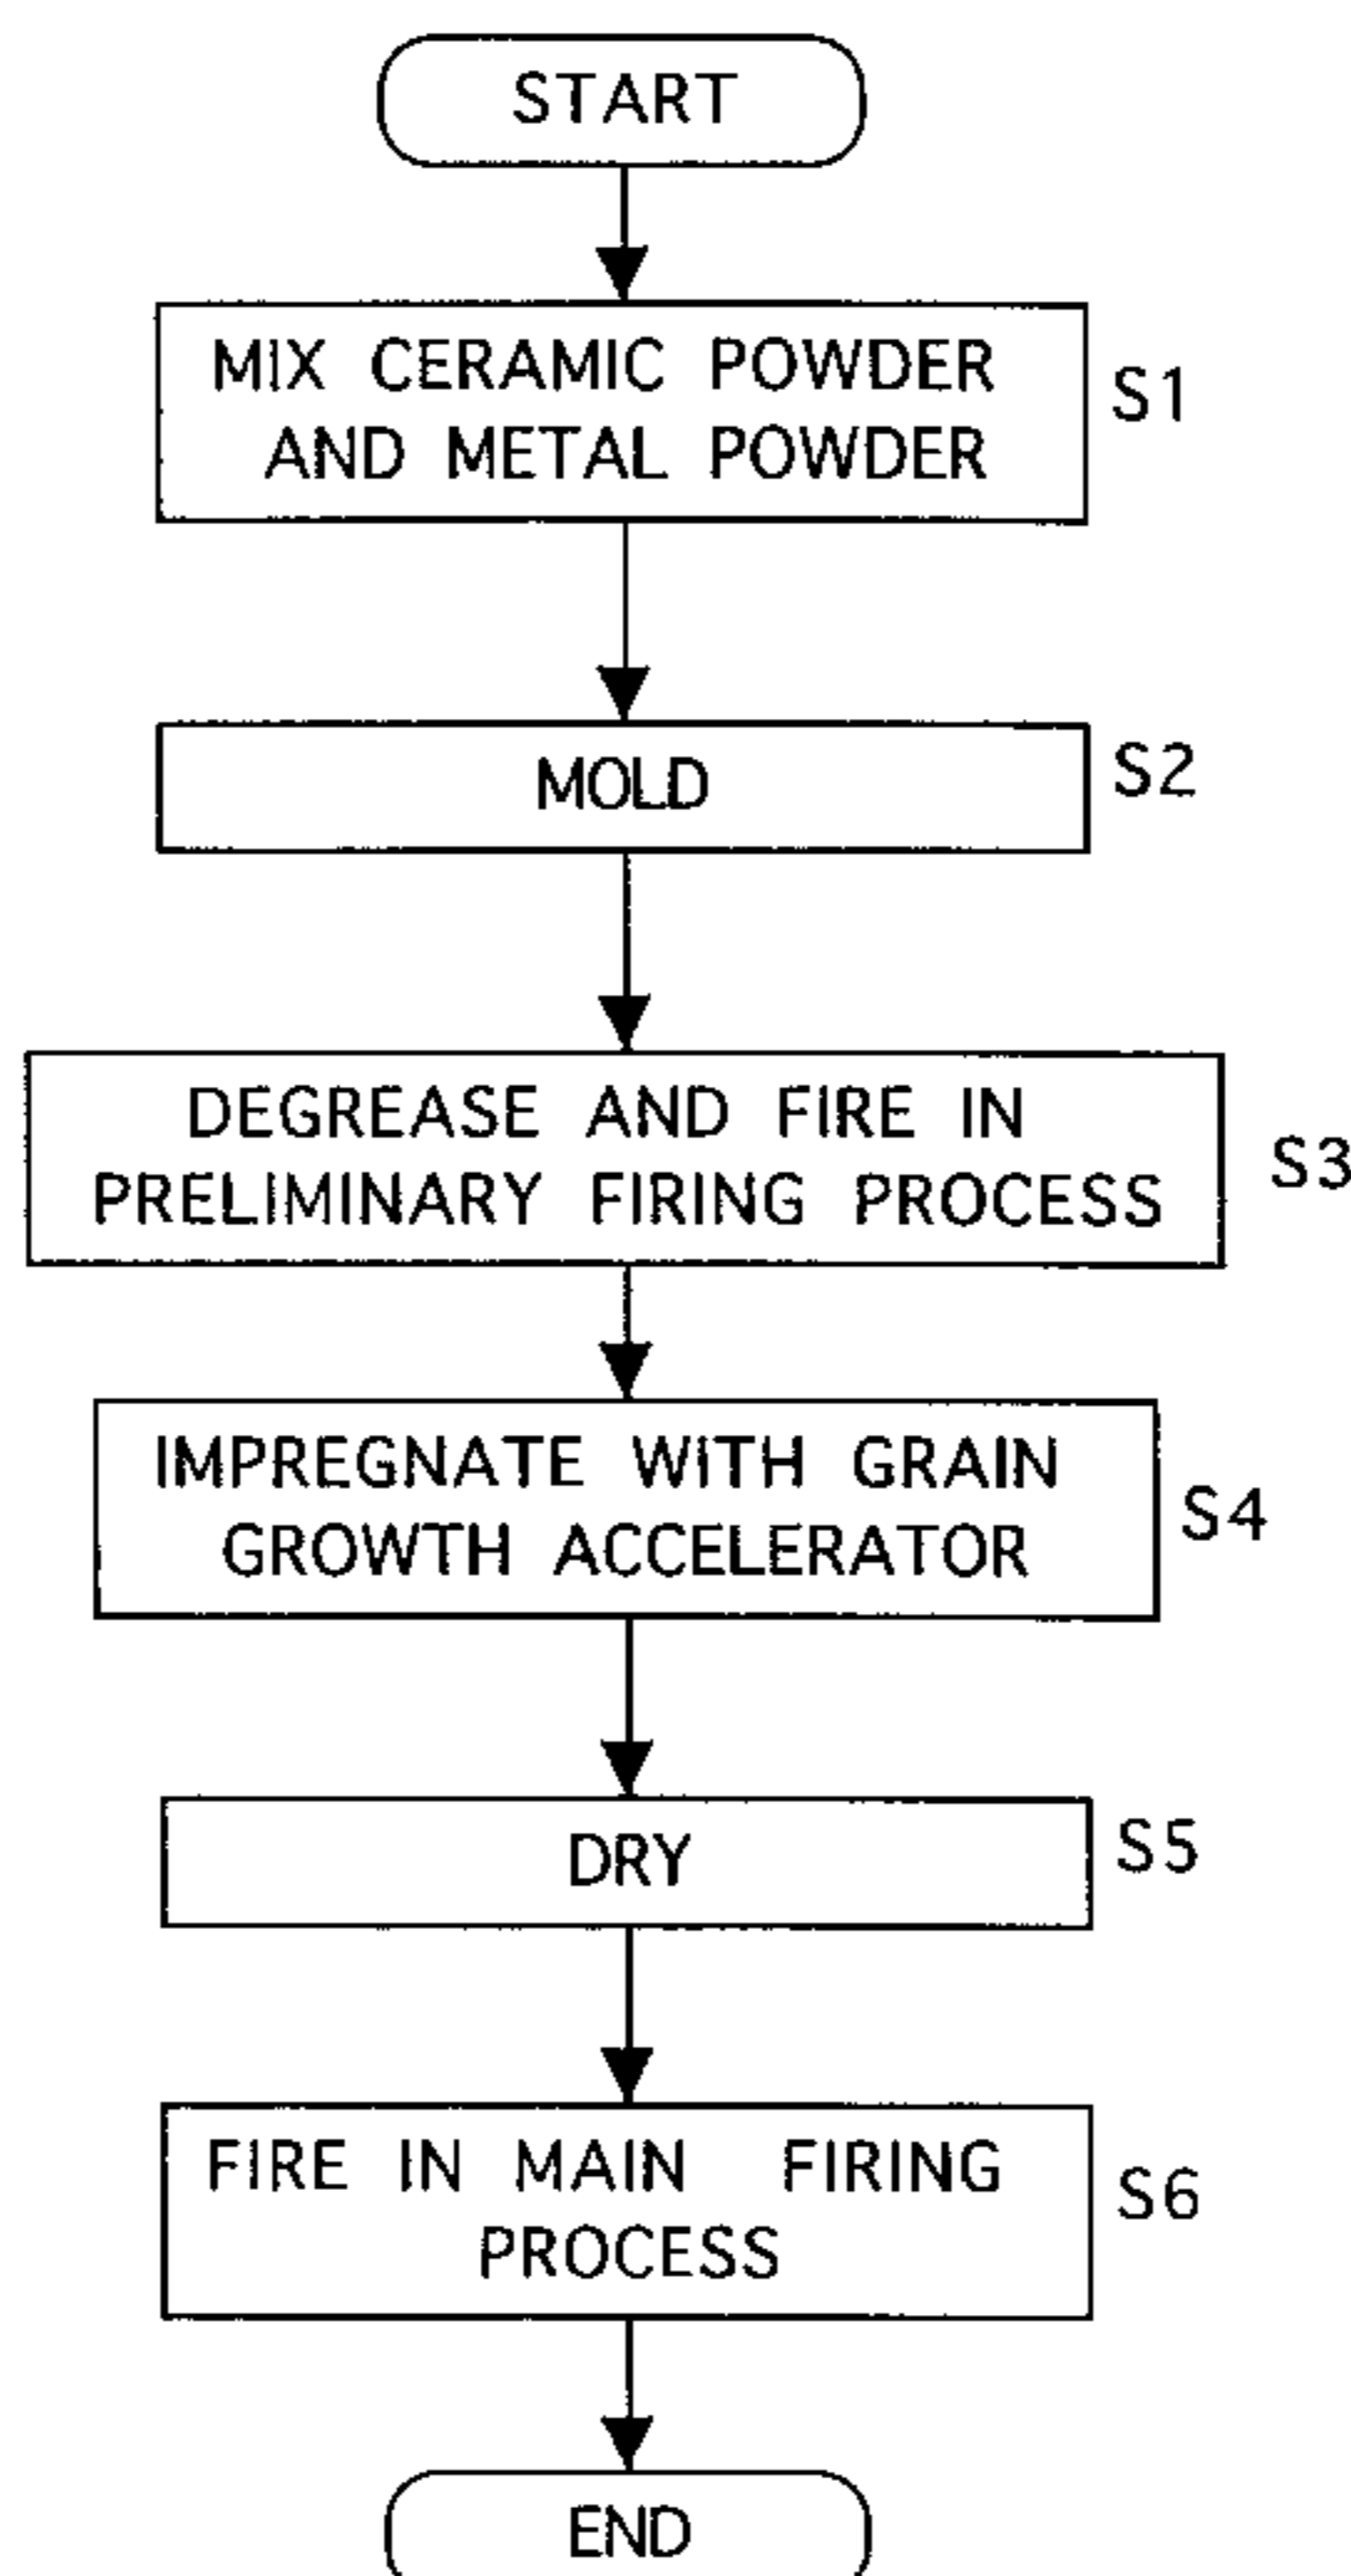 START
MIX CERAMIC POWDER
AND METAL POWDER
S1
MOLD
S2
DEGREASE AND FIRE IN
PRELIMINARY FIRING PROCESS
S3
IMPREGNATE WITH GRAIN
GROWTH ACCELERATOR
S4
DRY
S5
FIRE IN MAIN FIRING
PROCESS
S6
END